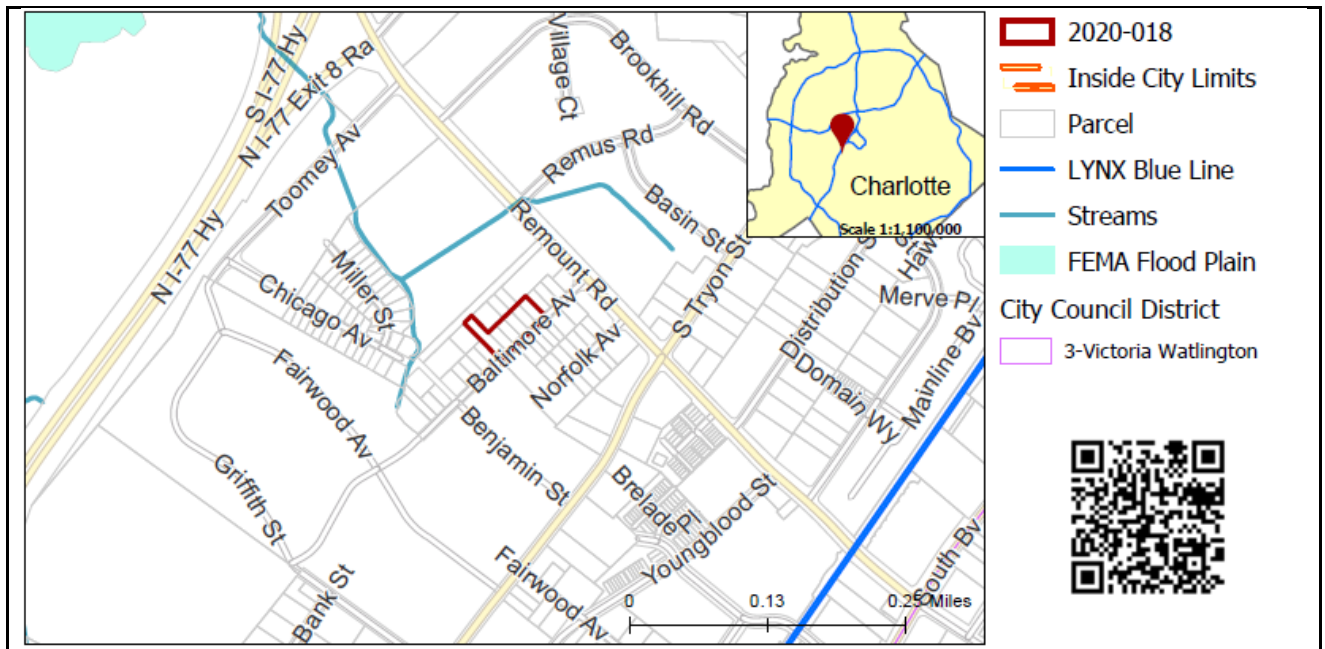 S I-77 Hy
N I-77 Exit 8 Ra
Village Ct
Brookhill Rd
Toomey Av
Remus Rd
Basin St
N I-77 Hy
Miller St
Remount Rd
S Tryon St
Distribution S
St
Haw
Merve Pl
Chicago Av
Baltimore Av
Norfolk Av
Mainline Bv
Domain Wy
Fairwood Av
Benjamin St
Griffith St
Brelade Pl
Youngblood St
South Bv
Fairwood Av
Bank St
0
0.13
0.25 Miles
Charlotte
Scale 1:1,100,000
2020-018
Inside City Limits
Parcel
LYNX Blue Line
Streams
FEMA Flood Plain
City Council District
3-Victoria Watlington